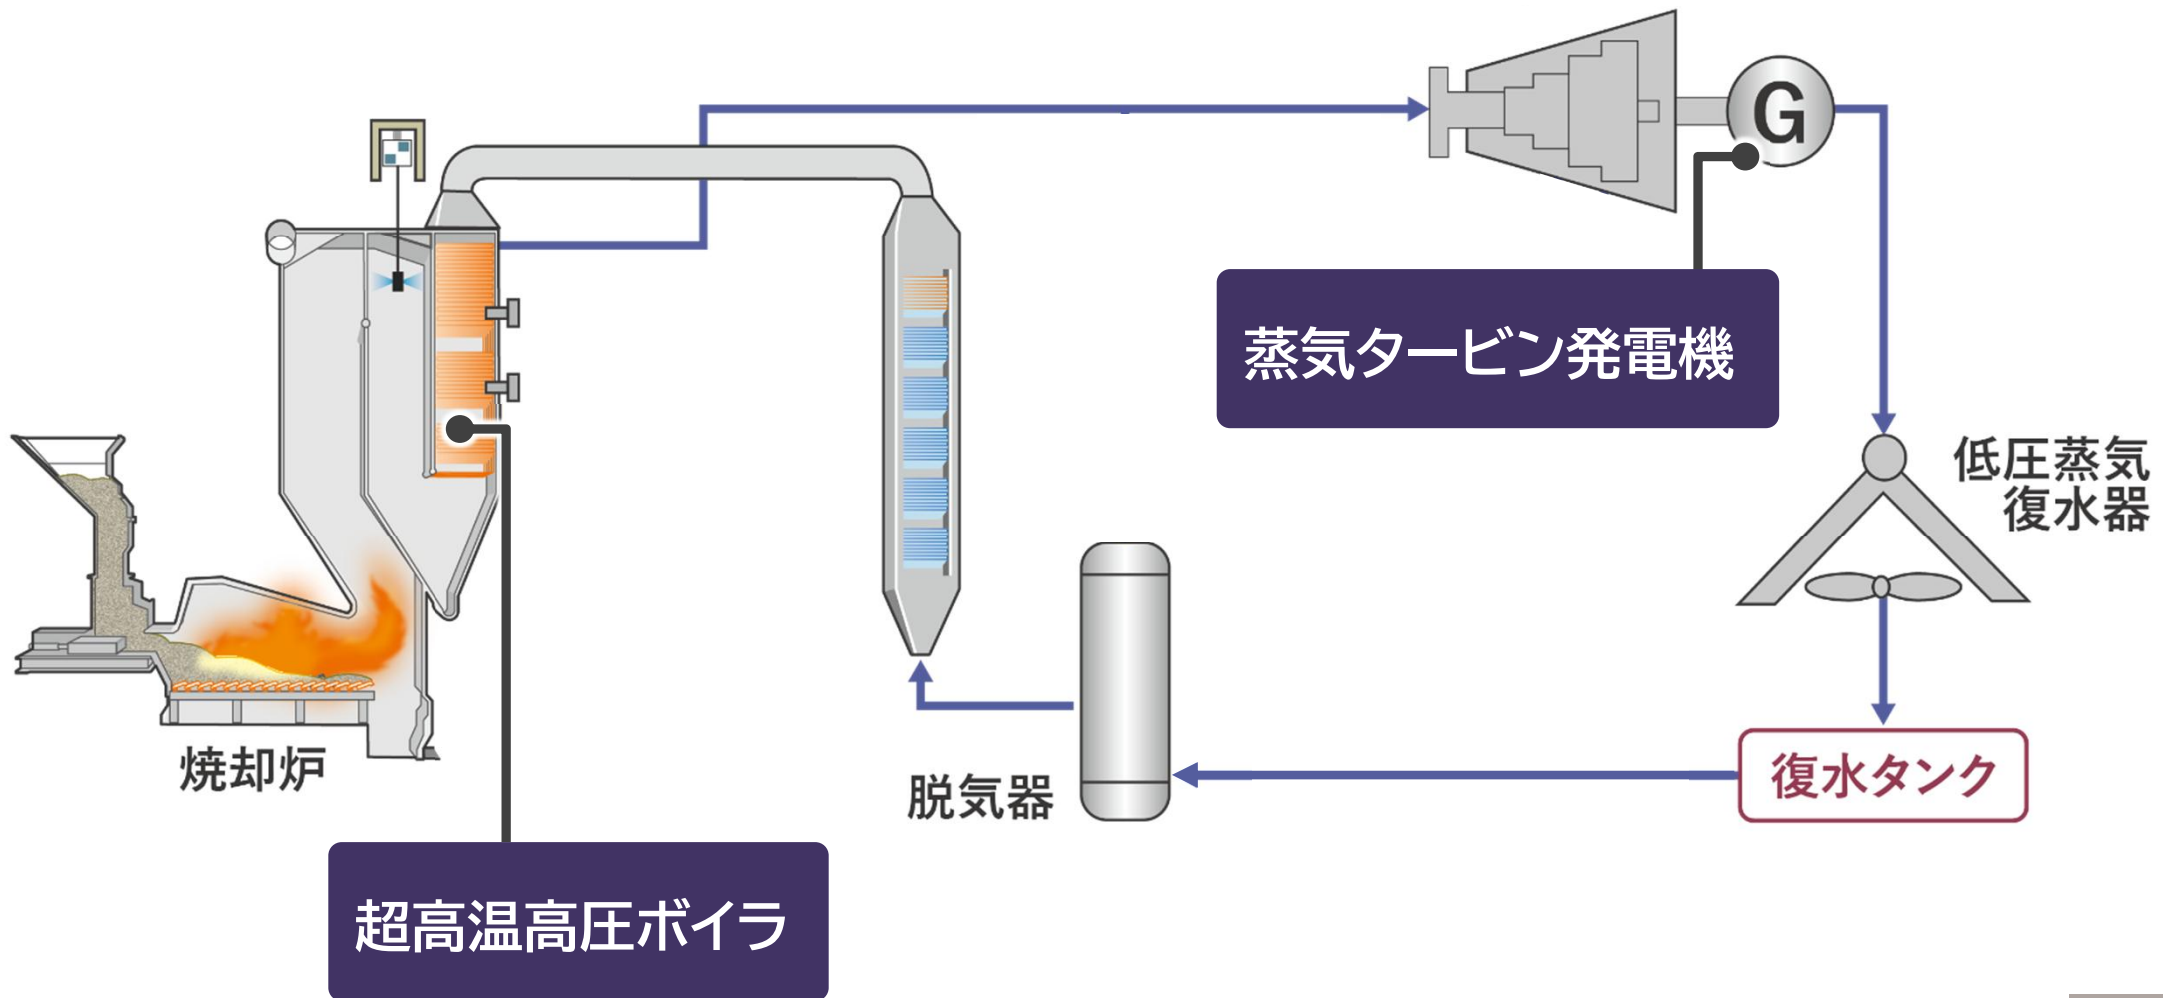 G
蒸気タービン発電機
低圧蒸気
復水器
焼却炉
脱気器
復水タンク
超高温高圧ボイラ